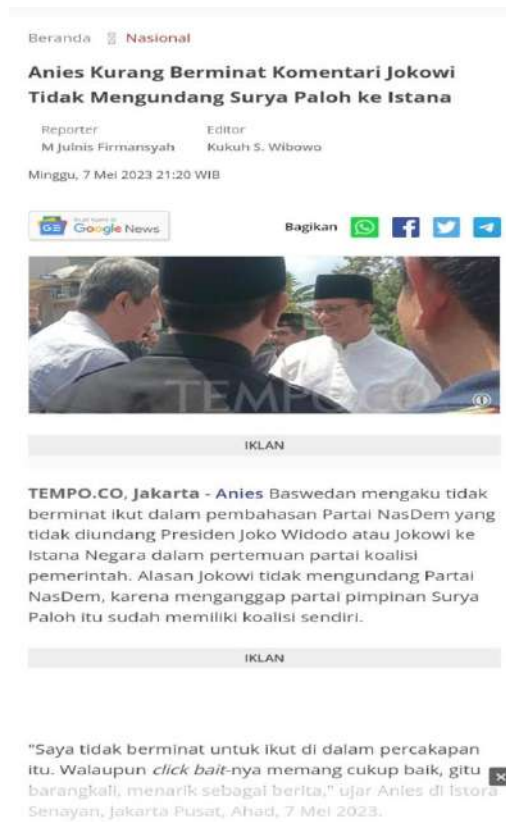 Beranda Nasional
Anies Kurang Berminat Komentari Jokowi
Tidak Mengundang Surya Paloh ke Istana
Reporter Editor
M Julnis Firmansyah Kukuh S. Wibowo
Minggu, 7 Mei 2023 21:20 WIB
GE Google News
Bagikan
TEMPO.CO
IKLAN
TEMPO.CO, Jakarta - Anies Baswedan mengaku tidak
berminat ikut dalam pembahasan Partai NasDem yang
tidak diundang Presiden Joko Widodo atau Jokowi ke
Istana Negara dalam pertemuan partai koalisi
pemerintah. Alasan Jokowi tidak mengundang Partai
NasDem, karena menganggap partai pimpinan Surya
Paloh itu sudah memiliki koalisi sendiri.
IKLAN
"Saya tidak berminat untuk ikut di dalam percakapan
itu. Walaupun click bait-nya memang cukup baik, gitu
barangkali, menarik sebagai berita," ujar Anies di Istora
Senayan, Jakarta Pusat, Ahad, 7 Mei 2023.